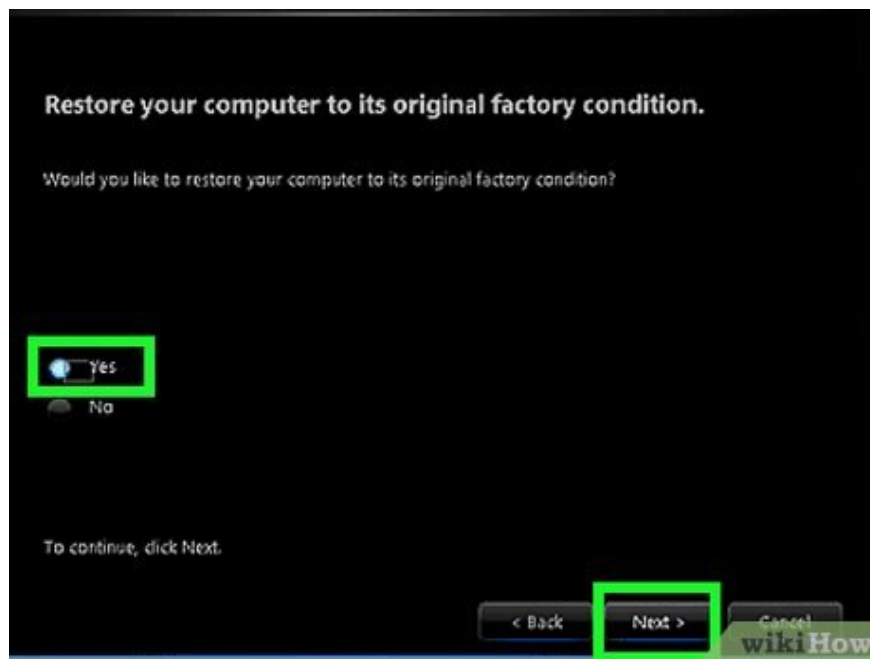 Restore your computer to its original factory condition.
Would you like to restore your computer to its original factory condition?
Yes
No
To continue, click Next.
< Back Next > Cancel
wikiHow